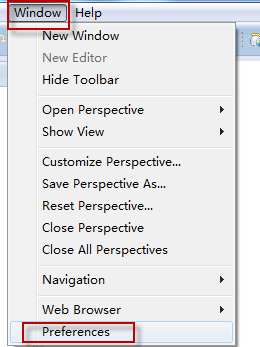 Window Help
New Window
New Editor
Hide Toolbar
Open Perspective
Show View
Customize Perspective...
Save Perspective As...
Reset Perspective...
Close Perspective
Close All Perspectives
Navigation
Web Browser
Preferences